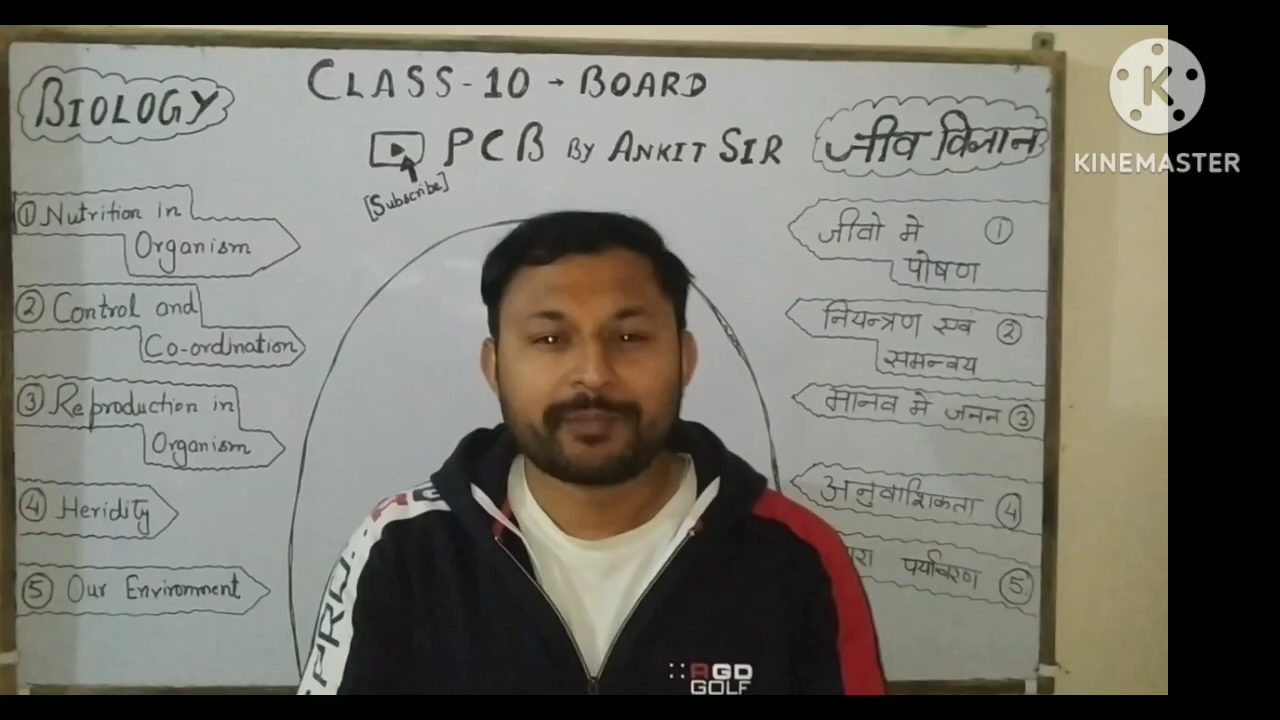 CLASS-10 → BOARD
BIOLOGY
PCB BY ANKIT SIR
[Subscribe]
जीव विज्ञान
① Nutrition in
Organism
② Control and
Co-ordination
③ Reproduction in
Organism
④ Heridity
⑤ Our Environment
जीवो मे ①
पोषण
नियन्त्रण एवं ②
समन्वय
मानव मे जनन ③
अनुवांशिकता ④
पर्यावरण ⑤
KINEMASTER
K
AGD
GOLF